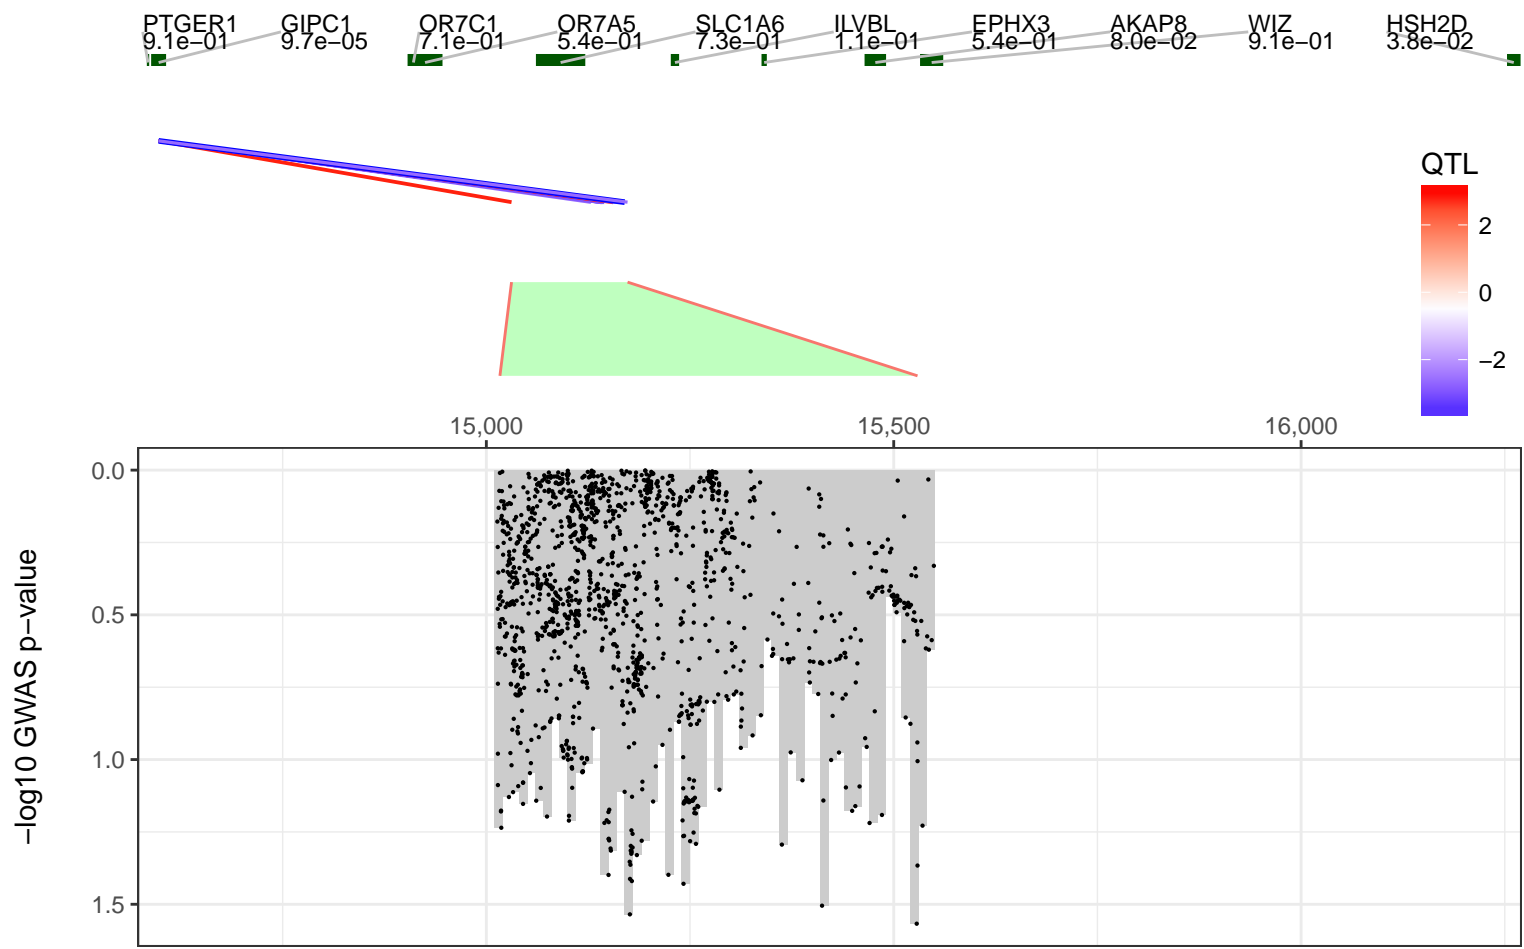 PTGER1 GIPC1 OR7C1 OR7A5 SLC1A6 ILVBL EPHX3 AKAP8 WIZ HSH2D
9.1e−01 9.7e−05 7.1e−01 5.4e−01 7.3e−01 1.1e−01 5.4e−01 8.0e−02 9.1e−01 3.8e−02
QTL
2
0
−2
15,000 15,500 16,000
0.0
0.5
1.0
1.5
−log10 GWAS p−value